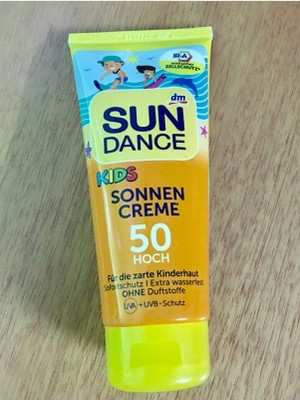 dm
SUN
DANCE
KIDS
SONNEN
CREME
50
HOCH
Für die zarte Kinderhaut
Sofortschutz | Extra wasserfest
OHNE Duftstoffe
UVA + UVB-Schutz